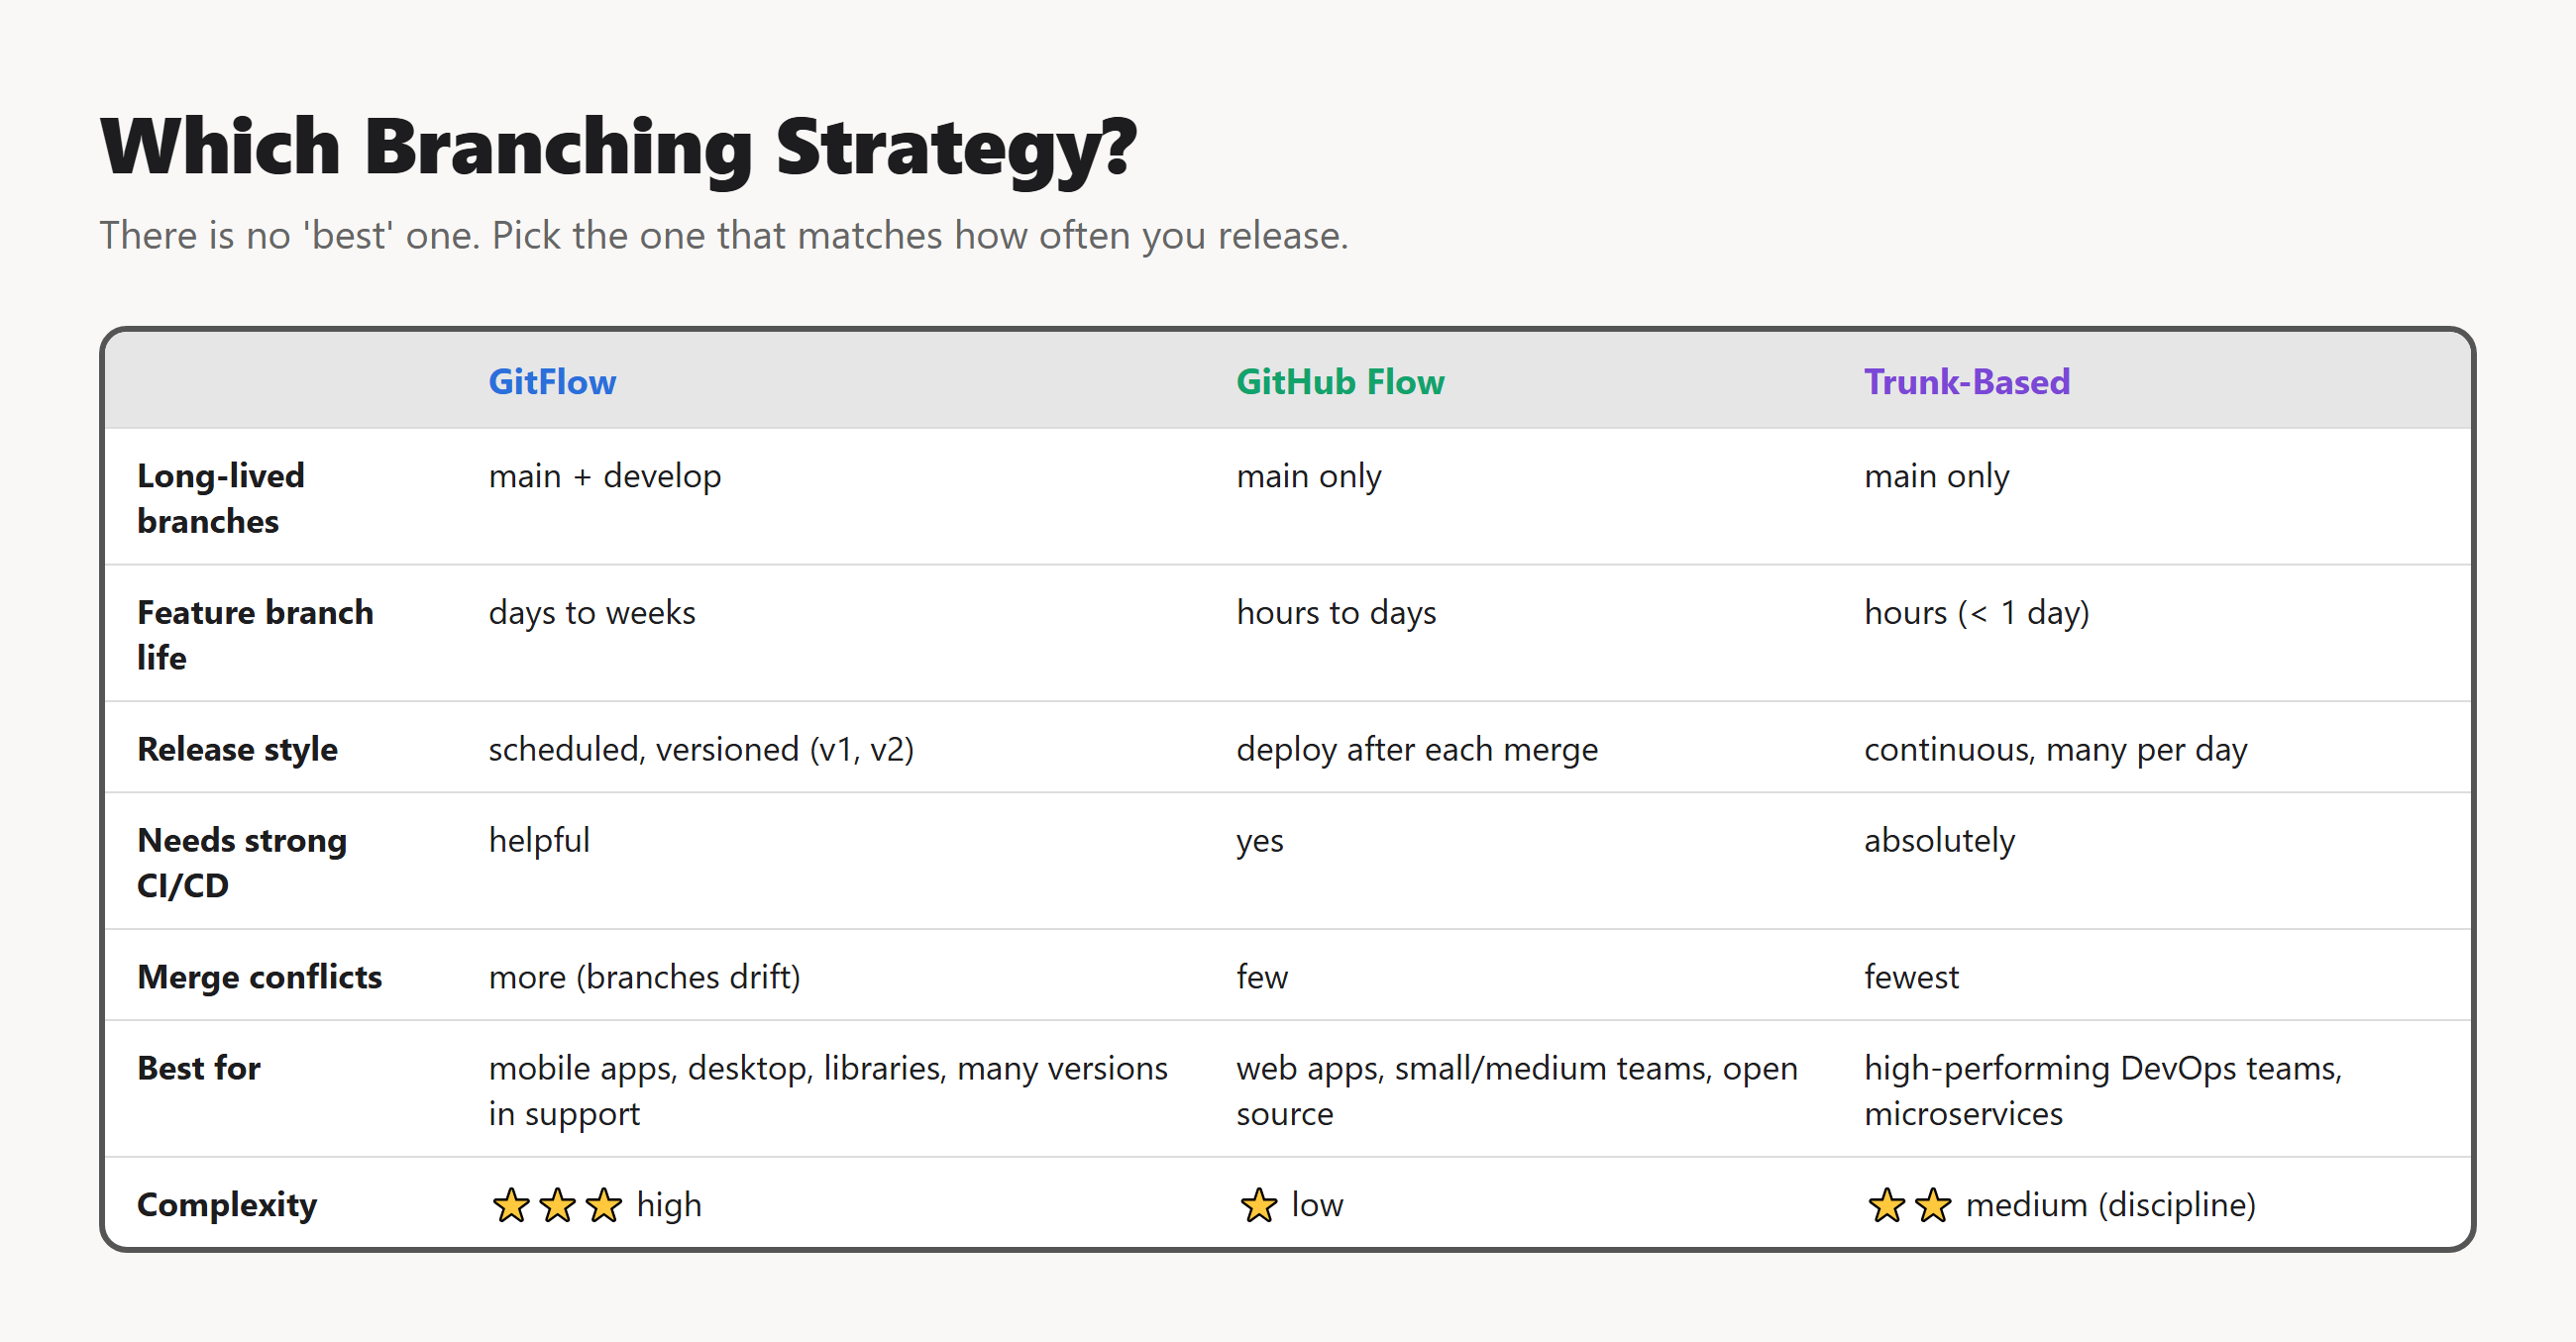 Which Branching Strategy?
There is no 'best' one. Pick the one that matches how often you release.
GitFlow GitHub Flow Trunk-Based
Long-lived main + develop main only main only
branches
Feature branch days to weeks hours to days hours (< 1 day)
life
Release style scheduled, versioned (v1, v2) deploy after each merge continuous, many per day
Needs strong helpful yes absolutely
CI/CD
Merge conflicts more (branches drift) few fewest
Best for mobile apps, desktop, libraries, many versions web apps, small/medium teams, open high-performing DevOps teams,
in support source microservices
Complexity ⭐⭐⭐ high ⭐ low ⭐⭐ medium (discipline)